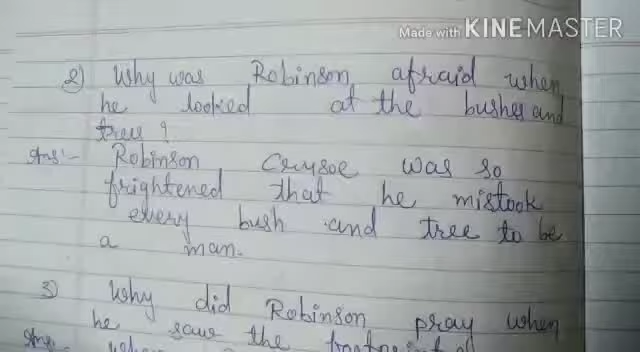 Made with KINEMASTER
2) Why was Robinson afraid when
he looked at the bushes and
tree ?
Ans:- Robinson Crusoe was so
frightened that he mistook
every bush and tree to be
a man.
3) Why did Robinson pray when
he saw the footprint
Ans- When